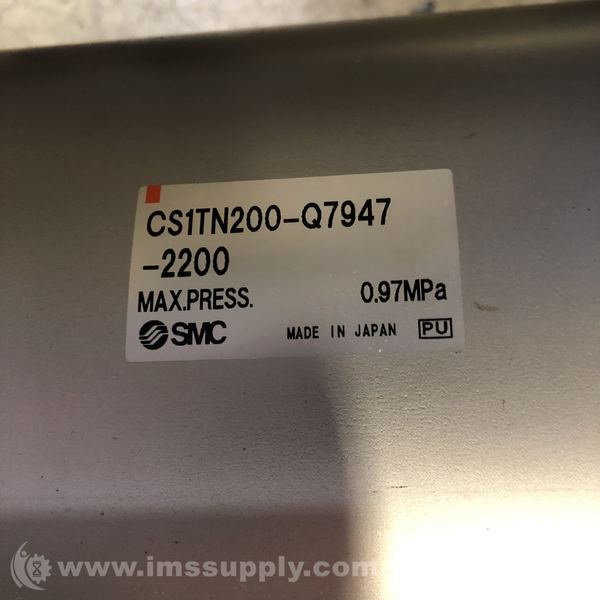 CS1TN200-Q7947
-2200
MAX.PRESS. 0.97MPa
SMC MADE IN JAPAN PU
www.imssupply.com